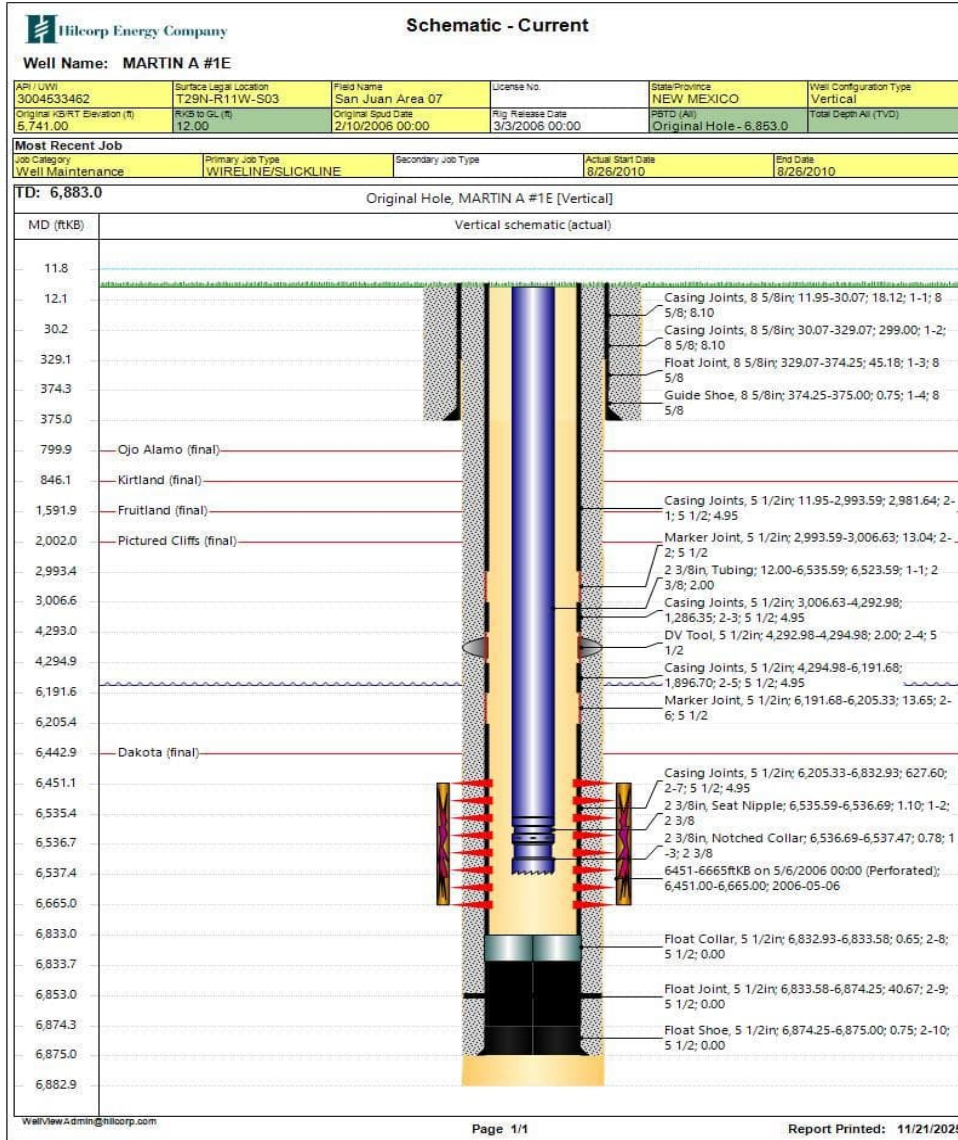 Hilcorp Energy Company
Schematic - Current
Well Name: MARTIN A #1E
API / UWI
3004533462
Surface Legal Location
T29N-R11W-S03
Field Name
San Juan Area 07
License No.
State/Province
NEW MEXICO
Well Configuration Type
Vertical
Original KB/RT Elevation (ft)
5,741.00
RKB to GL (ft)
12.00
Original Spud Date
2/10/2006 00:00
Rig Release Date
3/3/2006 00:00
PBTD (All)
Original Hole - 6,853.0
Total Depth All (TVD)
Most Recent Job
Job Category
Well Maintenance
Primary Job Type
WIRELINE/SLICKLINE
Secondary Job Type
Actual Start Date
8/26/2010
End Date
8/26/2010
TD: 6,883.0
Original Hole, MARTIN A #1E [Vertical]
MD (ftKB)
Vertical schematic (actual)
11.8
12.1
30.2
329.1
374.3
375.0
799.9
846.1
1,591.9
2,002.0
2,993.4
3,006.6
4,293.0
4,294.9
6,191.6
6,205.4
6,442.9
6,451.1
6,535.4
6,536.7
6,537.4
6,665.0
6,833.0
6,833.7
6,853.0
6,874.3
6,875.0
6,882.9
Ojo Alamo (final)
Kirtland (final)
Fruitland (final)
Pictured Cliffs (final)
Dakota (final)
Casing Joints, 8 5/8in; 11.95-30.07; 18.12; 1-1; 8
5/8; 8.10
Casing Joints, 8 5/8in; 30.07-329.07; 299.00; 1-2;
8 5/8; 8.10
Float Joint, 8 5/8in; 329.07-374.25; 45.18; 1-3; 8
5/8
Guide Shoe, 8 5/8in; 374.25-375.00; 0.75; 1-4; 8
5/8
Casing Joints, 5 1/2in; 11.95-2,993.59; 2,981.64; 2-
1; 5 1/2; 4.95
Marker Joint, 5 1/2in; 2,993.59-3,006.63; 13.04; 2-
2; 5 1/2
2 3/8in, Tubing; 12.00-6,535.59; 6,523.59; 1-1; 2
3/8; 2.00
Casing Joints, 5 1/2in; 3,006.63-4,292.98;
1,286.35; 2-3; 5 1/2; 4.95
DV Tool, 5 1/2in; 4,292.98-4,294.98; 2.00; 2-4; 5
1/2
Casing Joints, 5 1/2in; 4,294.98-6,191.68;
1,896.70; 2-5; 5 1/2; 4.95
Marker Joint, 5 1/2in; 6,191.68-6,205.33; 13.65; 2-
6; 5 1/2
Casing Joints, 5 1/2in; 6,205.33-6,832.93; 627.60;
2-7; 5 1/2; 4.95
2 3/8in, Seat Nipple; 6,535.59-6,536.69; 1.10; 1-2;
2 3/8
2 3/8in, Notched Collar; 6,536.69-6,537.47; 0.78; 1
-3; 2 3/8
6451-6665ftKB on 5/6/2006 00:00 (Perforated);
6,451.00-6,665.00; 2006-05-06
Float Collar, 5 1/2in; 6,832.93-6,833.58; 0.65; 2-8;
5 1/2; 0.00
Float Joint, 5 1/2in; 6,833.58-6,874.25; 40.67; 2-9;
5 1/2; 0.00
Float Shoe, 5 1/2in; 6,874.25-6,875.00; 0.75; 2-10;
5 1/2; 0.00
WellViewAdmin@hilcorp.com
Page 1/1
Report Printed: 11/21/2025